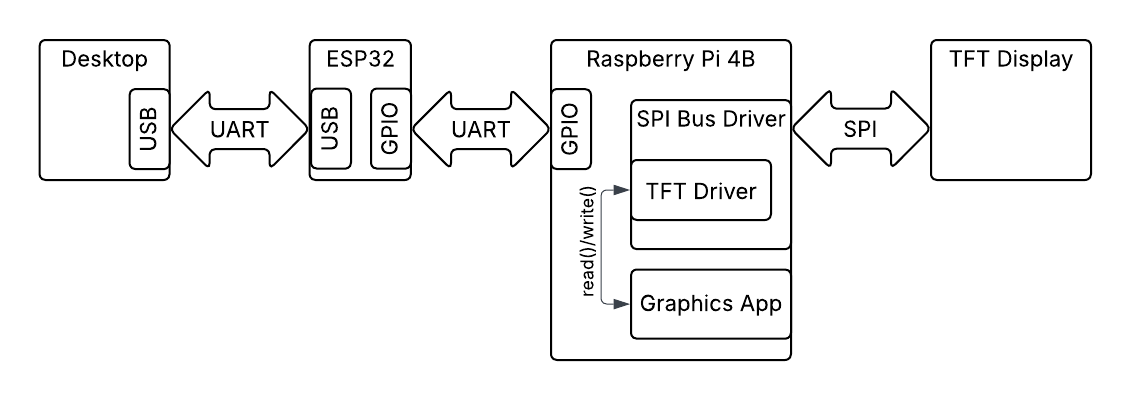 Desktop
USB
UART
ESP32
USB
GPIO
UART
Raspberry Pi 4B
GPIO
SPI Bus Driver
TFT Driver
read()/write()
Graphics App
SPI
TFT Display